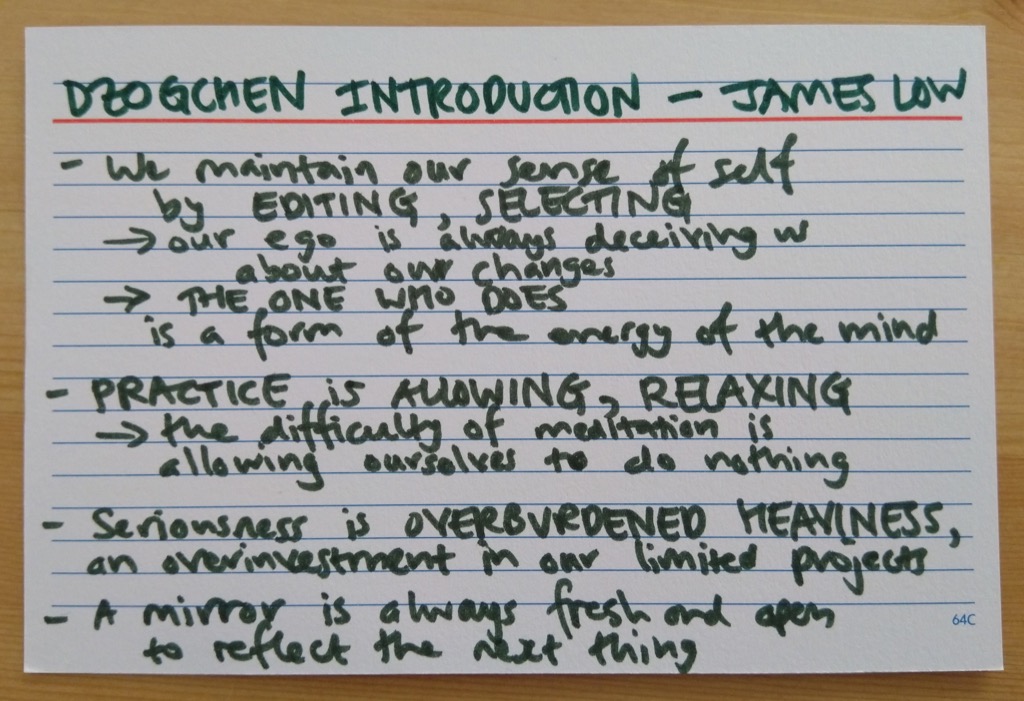 DZOGCHEN INTRODUCTION - JAMES LOW
- We maintain our sense of self
by EDITING, SELECTING
→ our ego is always deceiving us
about our changes
→ THE ONE WHO DOES
is a form of the energy of the mind
- PRACTICE is ALLOWING, RELAXING
→ the difficulty of meditation is
allowing ourselves to do nothing
- Seriousness is OVERBURDENED HEAVINESS,
an overinvestment in our limited projects
- A mirror is always fresh and open
to reflect the next thing
64C